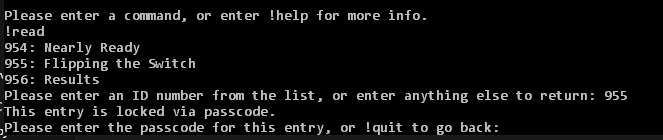 Please enter a command, or enter !help for more info.
!read
954: Nearly Ready
955: Flipping the Switch
956: Results
Please enter an ID number from the list, or enter anything else to return: 955
This entry is locked via passcode.
Please enter the passcode for this entry, or !quit to go back: